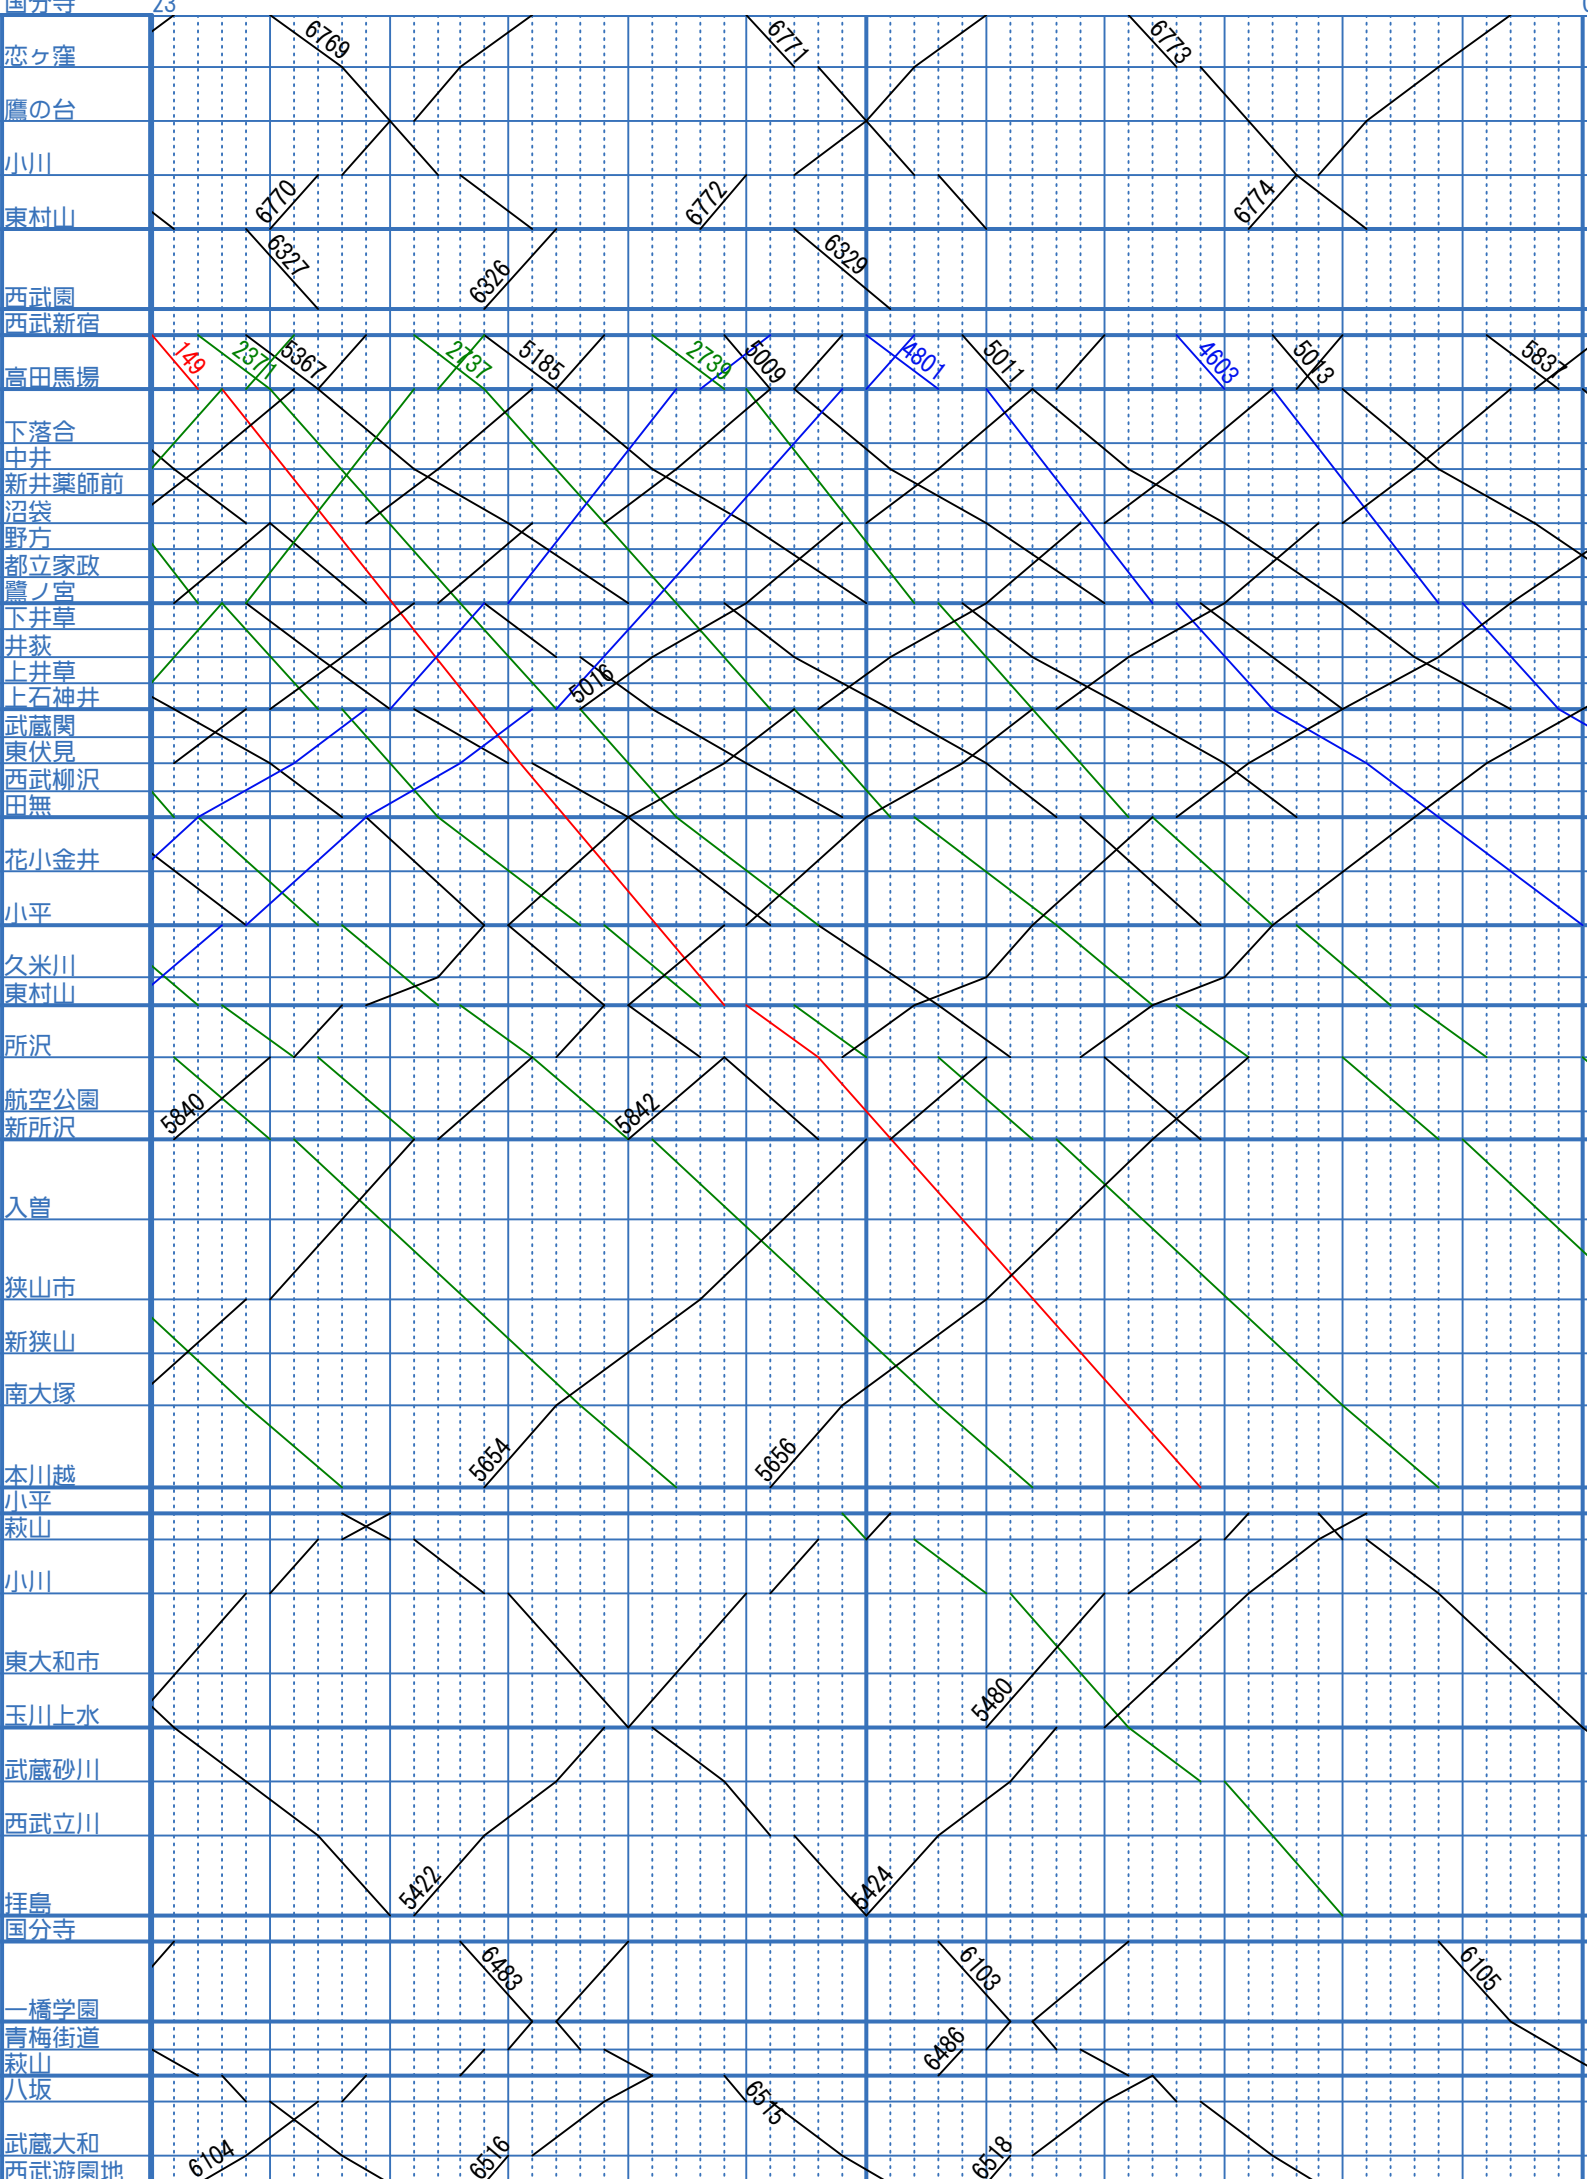 国分寺
23
恋ヶ窪
6769
6771
6773
鷹の台
小川
東村山
6770
6772
6774
6327
6326
6329
西武園
西武新宿
高田馬場
149
2371
5367
2737
5185
2739
5009
4801
5011
4603
5013
5837
下落合
中井
新井薬師前
沼袋
野方
都立家政
鷺ノ宮
下井草
井荻
上井草
上石神井
5016
武蔵関
東伏見
西武柳沢
田無
花小金井
小平
久米川
東村山
所沢
航空公園
新所沢
5840
5842
入曽
狭山市
新狭山
南大塚
本川越
5654
5656
小平
萩山
小川
東大和市
玉川上水
5480
武蔵砂川
西武立川
拝島
5422
5424
国分寺
6483
6103
6105
一橋学園
青梅街道
萩山
6486
八坂
6515
武蔵大和
6104
6516
6518
西武遊園地